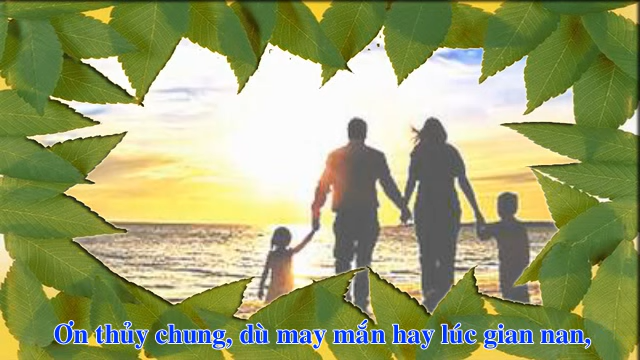 Ơn thủy chung, dù may mắn hay lúc gian nan,